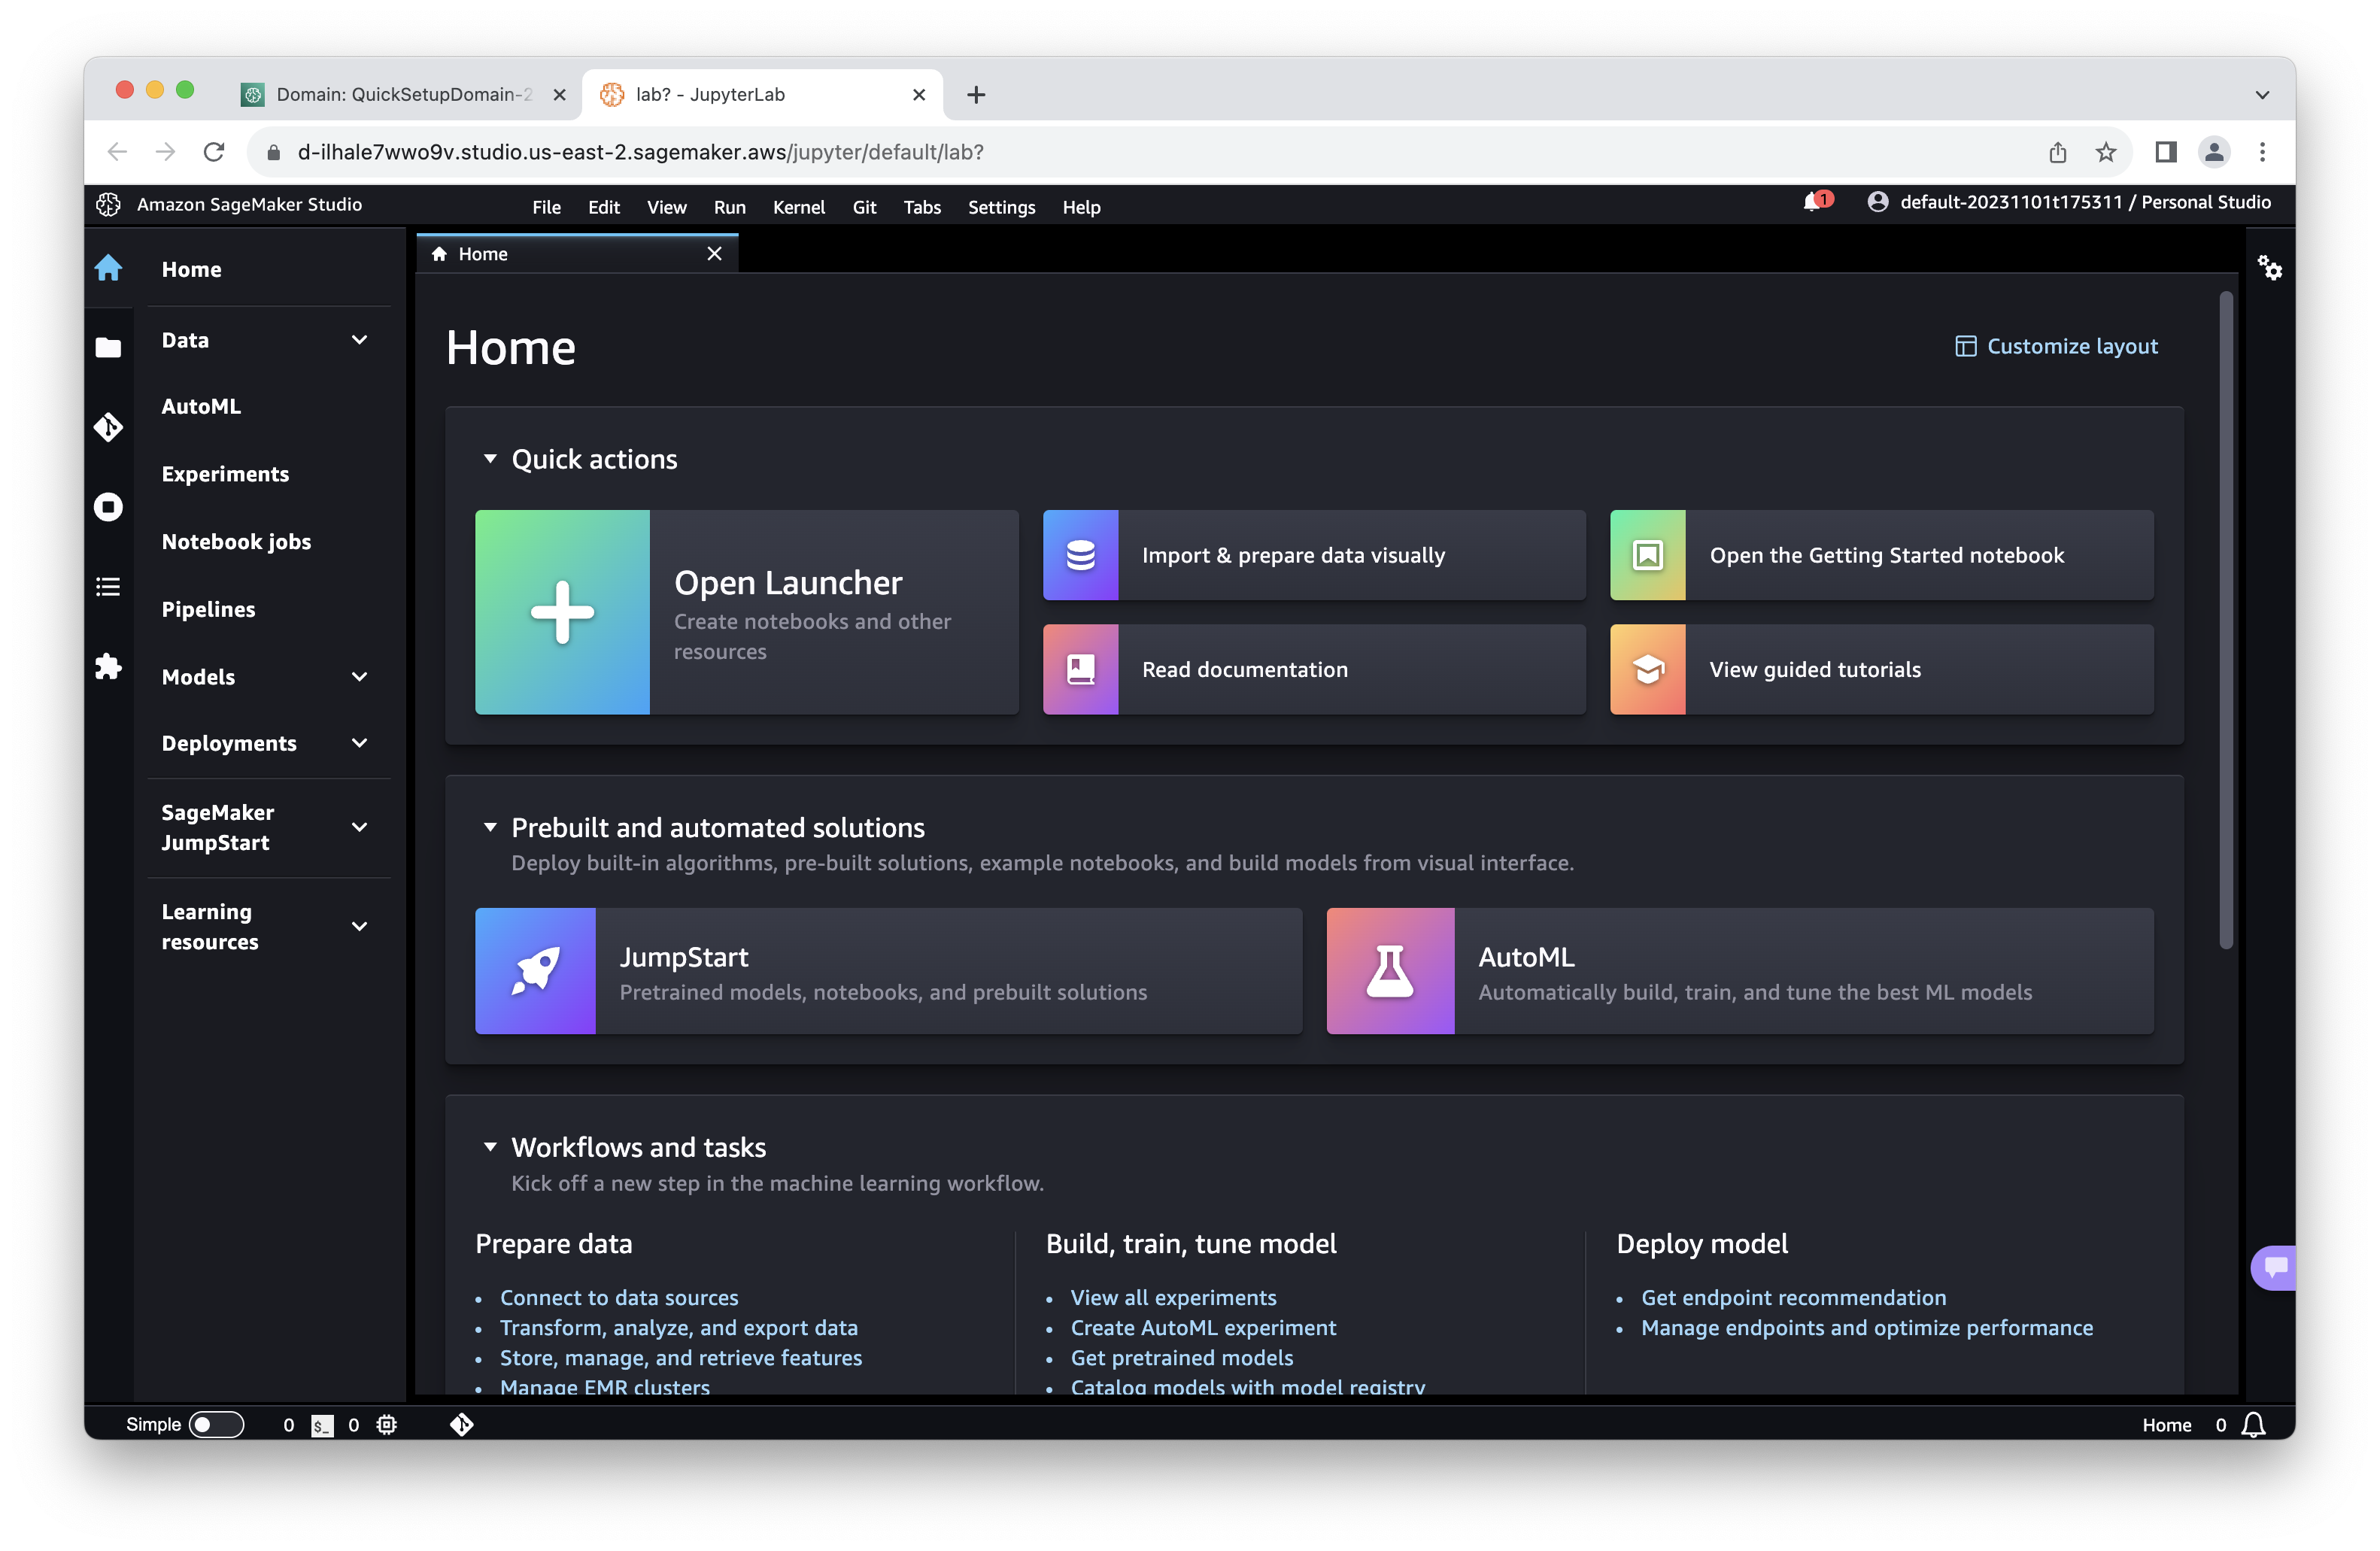 Domain: QuickSetupDomain-2
lab? - JupyterLab
d-ilhale7wwo9v.studio.us-east-2.sagemaker.aws/jupyter/default/lab?
Amazon SageMaker Studio
File Edit View Run Kernel Git Tabs Settings Help
1
default-20231101t175311 / Personal Studio
Home
Data
AutoML
Experiments
Notebook jobs
Pipelines
Models
Deployments
SageMaker
JumpStart
Learning
resources
Home
Home
Customize layout
Quick actions
Open Launcher
Create notebooks and other
resources
Import & prepare data visually
Open the Getting Started notebook
Read documentation
View guided tutorials
Prebuilt and automated solutions
Deploy built-in algorithms, pre-built solutions, example notebooks, and build models from visual interface.
JumpStart
Pretrained models, notebooks, and prebuilt solutions
AutoML
Automatically build, train, and tune the best ML models
Workflows and tasks
Kick off a new step in the machine learning workflow.
Prepare data
• Connect to data sources
• Transform, analyze, and export data
• Store, manage, and retrieve features
• Manage EMR clusters
Build, train, tune model
• View all experiments
• Create AutoML experiment
• Get pretrained models
• Catalog models with model registry
Deploy model
• Get endpoint recommendation
• Manage endpoints and optimize performance
Simple 0 $_ 0
Home 0